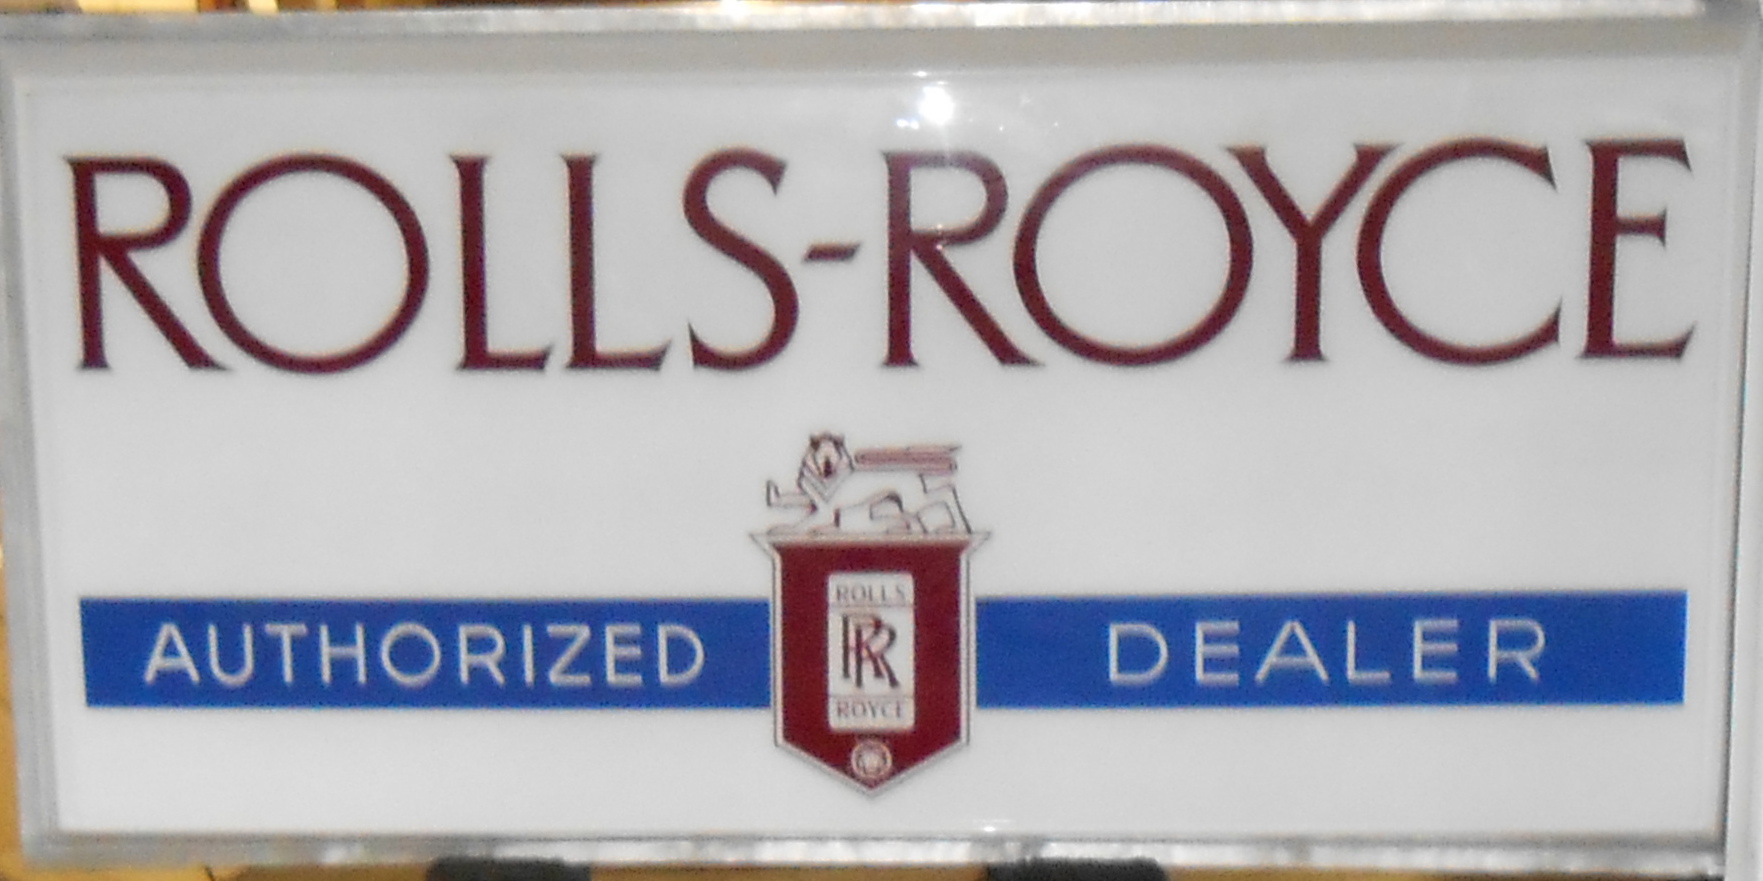 ROLLS-ROYCE
AUTHORIZED DEALER
ROLLS
RR
ROYCE